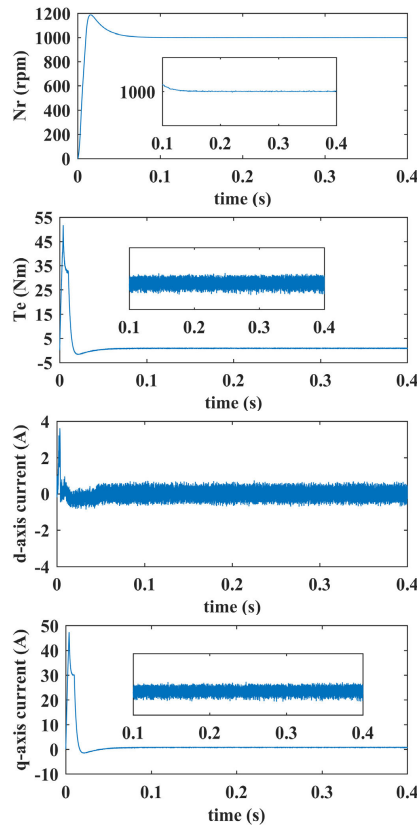 Nr (rpm)
1200
1000
800
600
400
200
0
1000
0.1 0.2 0.3 0.4
0 0.1 0.2 0.3 0.4
time (s)
Te (Nm)
55
45
35
25
15
5
-5
0.1 0.2 0.3 0.4
0 0.1 0.2 0.3 0.4
time (s)
d-axis current (A)
4
2
0
-2
-4
0 0.1 0.2 0.3 0.4
time (s)
q-axis current (A)
50
40
30
20
10
0
-10
0.1 0.2 0.3 0.4
0 0.1 0.2 0.3 0.4
time (s)